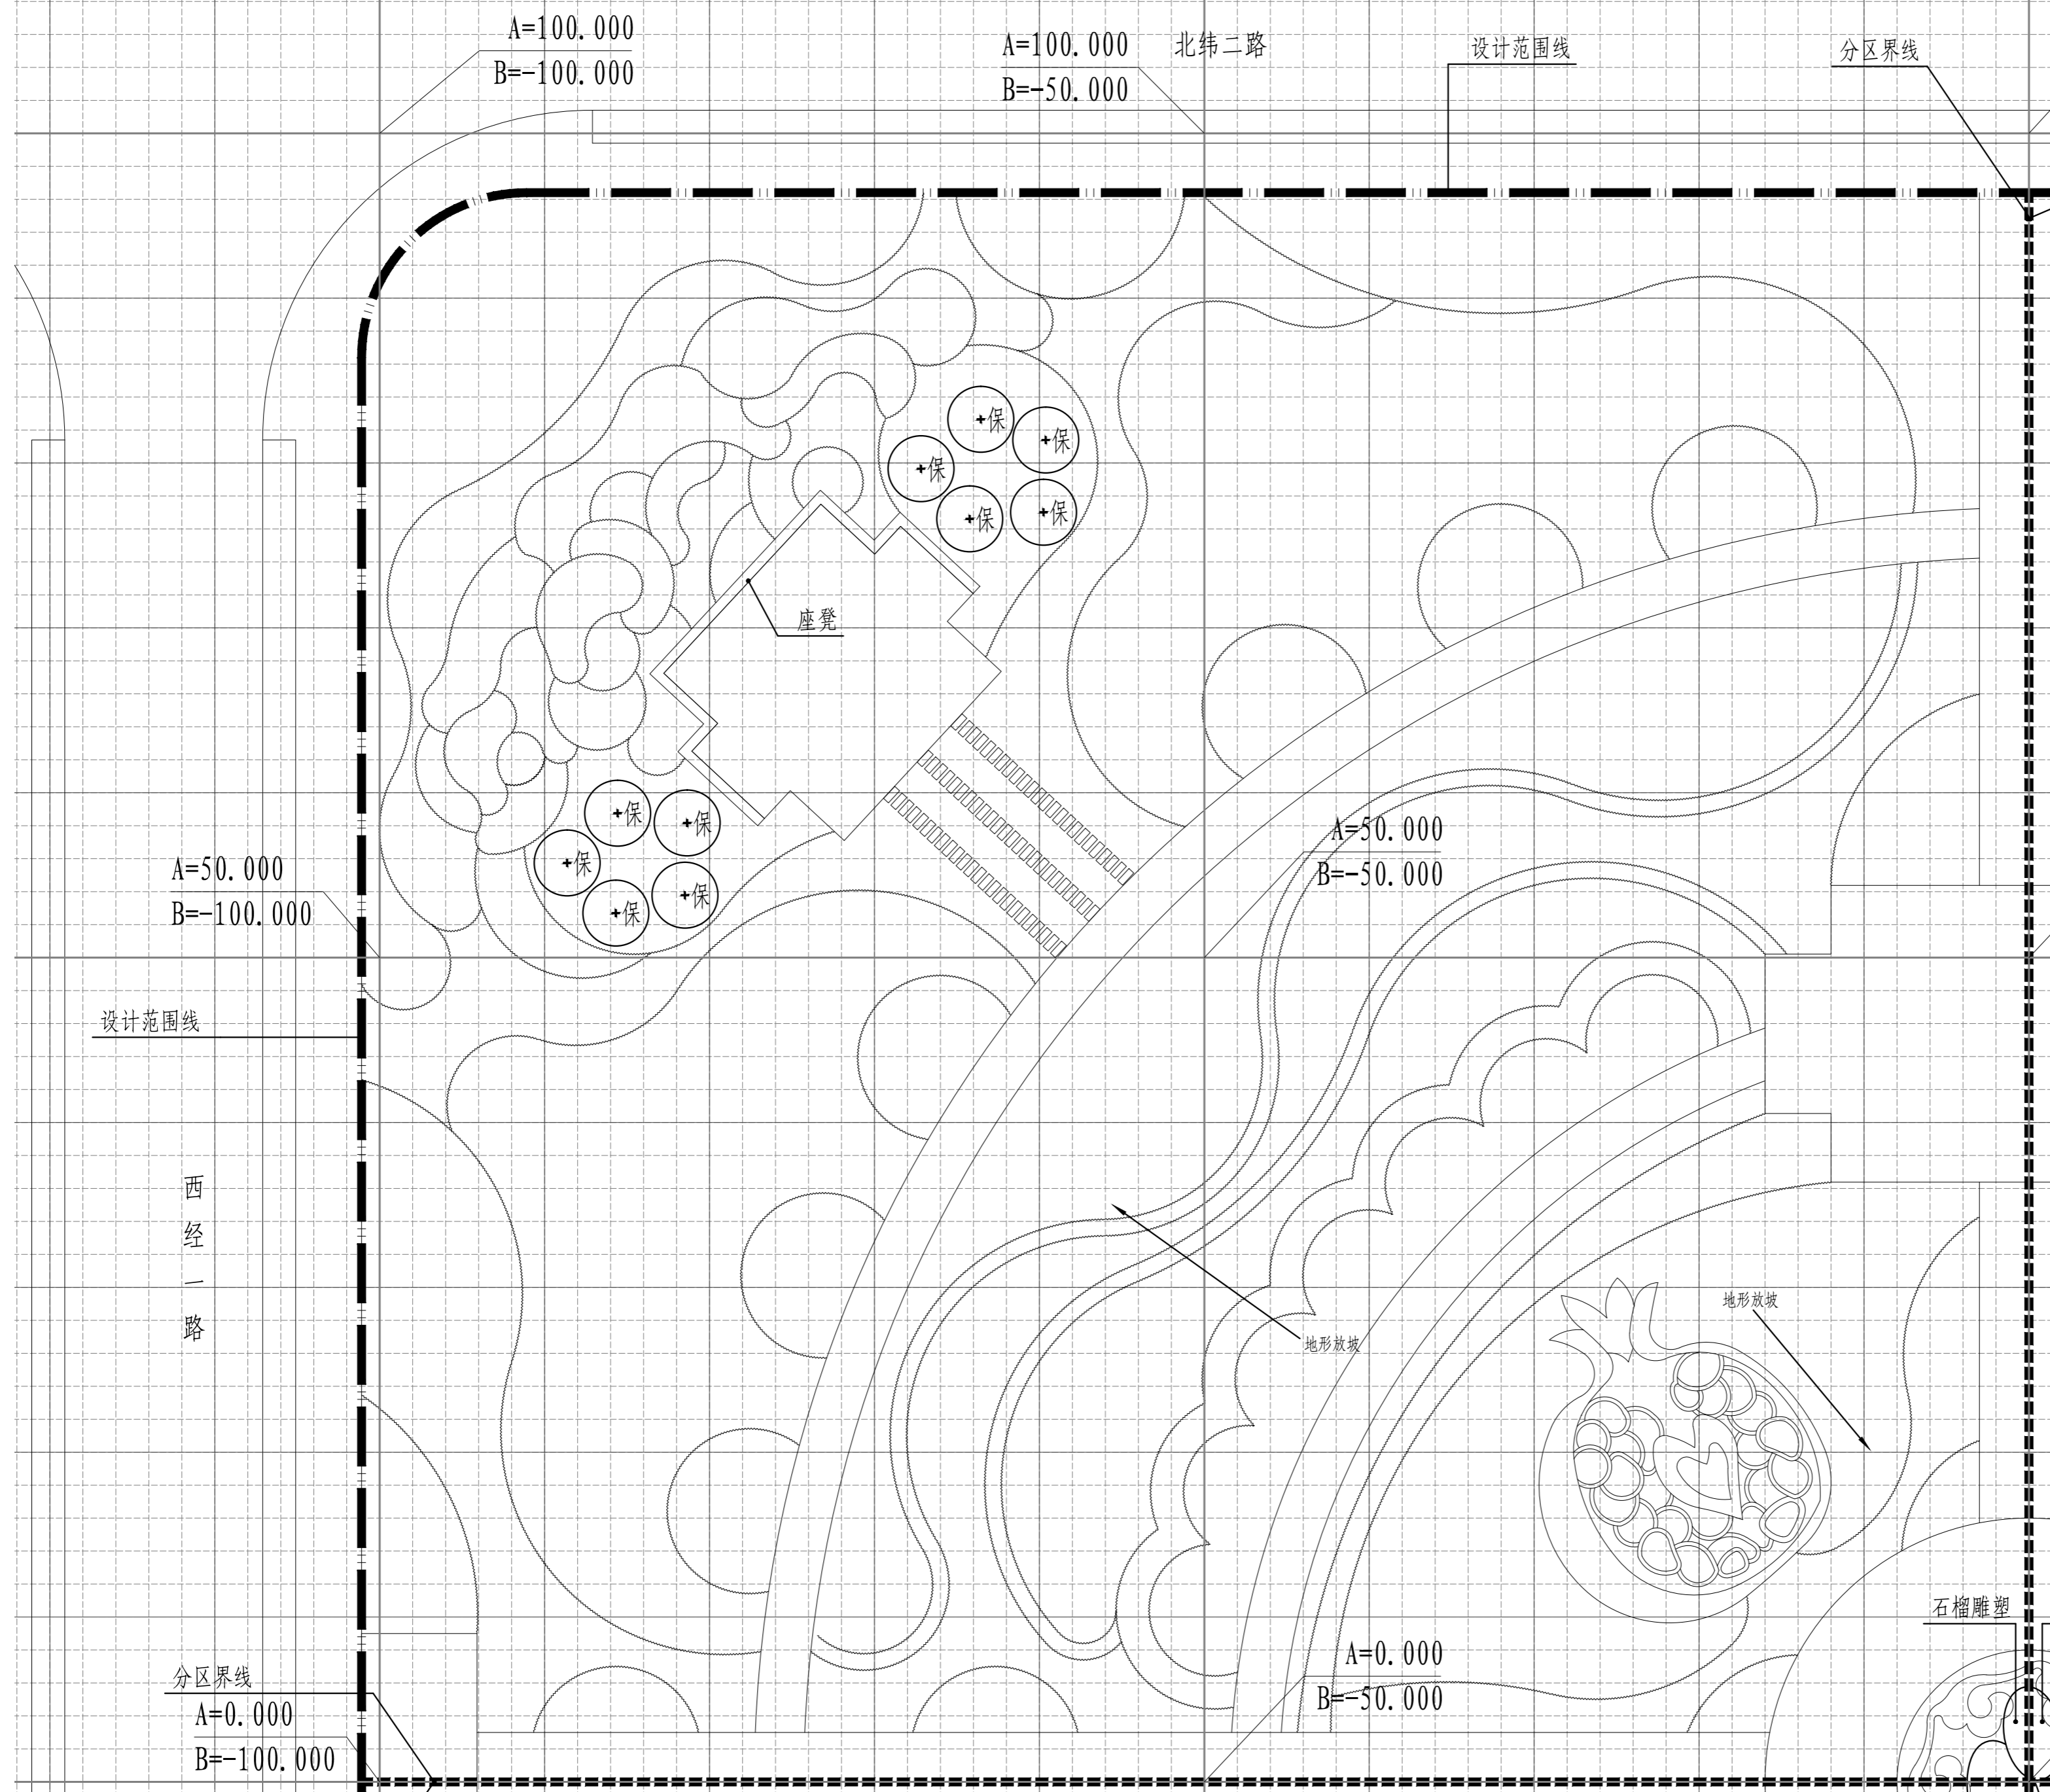 A=100.000
B=-100.000
A=100.000
B=-50.000
北纬二路
设计范围线
分区界线
+保
+保
+保
+保
+保
座凳
+保
+保
+保
+保
+保
A=50.000
B=-50.000
A=50.000
B=-100.000
设计范围线
西经一路
地形放坡
地形放坡
石榴雕塑
分区界线
A=0.000
B=-100.000
A=0.000
B=-50.000